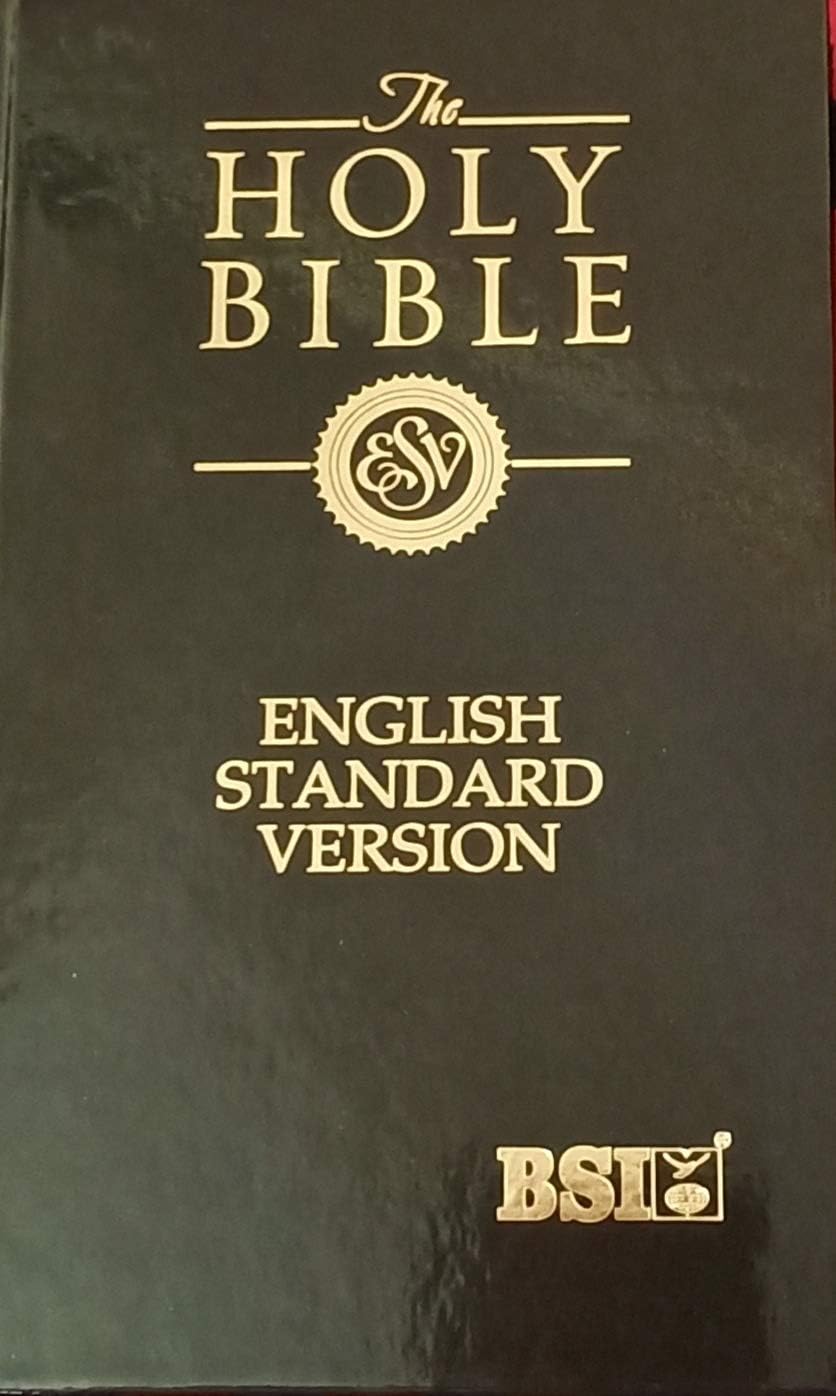 The
HOLY
BIBLE
ESV
ENGLISH
STANDARD
VERSION
BSI